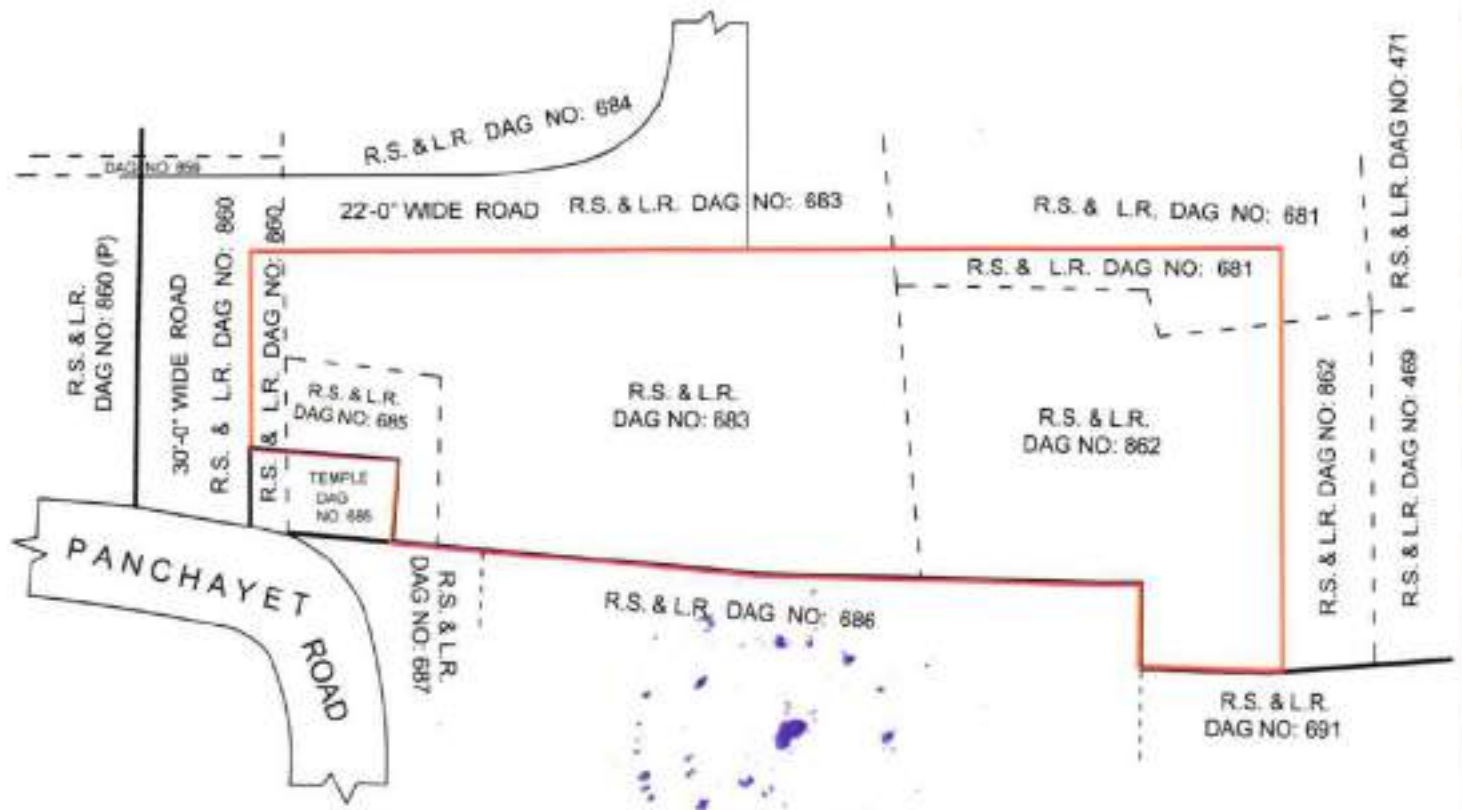 R.S. & L.R. DAG NO: 684
R.S. & L.R. DAG NO: 471
DAG NO: 859
22'-0" WIDE ROAD
R.S. & L.R. DAG NO: 683
R.S. & L.R. DAG NO: 681
R.S. & L.R.
DAG NO: 860 (P)
30'-0" WIDE ROAD
R.S. & L.R. DAG NO: 860
R.S. & L.R. DAG NO: 860
R.S. & L.R. DAG NO: 681
R.S. & L.R.
DAG NO: 685
R.S. & L.R.
DAG NO: 683
R.S. & L.R.
DAG NO: 862
R.S. & L.R. DAG NO: 862
R.S. & L.R. DAG NO: 469
TEMPLE
DAG
NO: 685
PANCHAYET ROAD
R.S. & L.R.
DAG NO: 687
R.S. & L.R. DAG NO: 686
R.S. & L.R.
DAG NO: 691